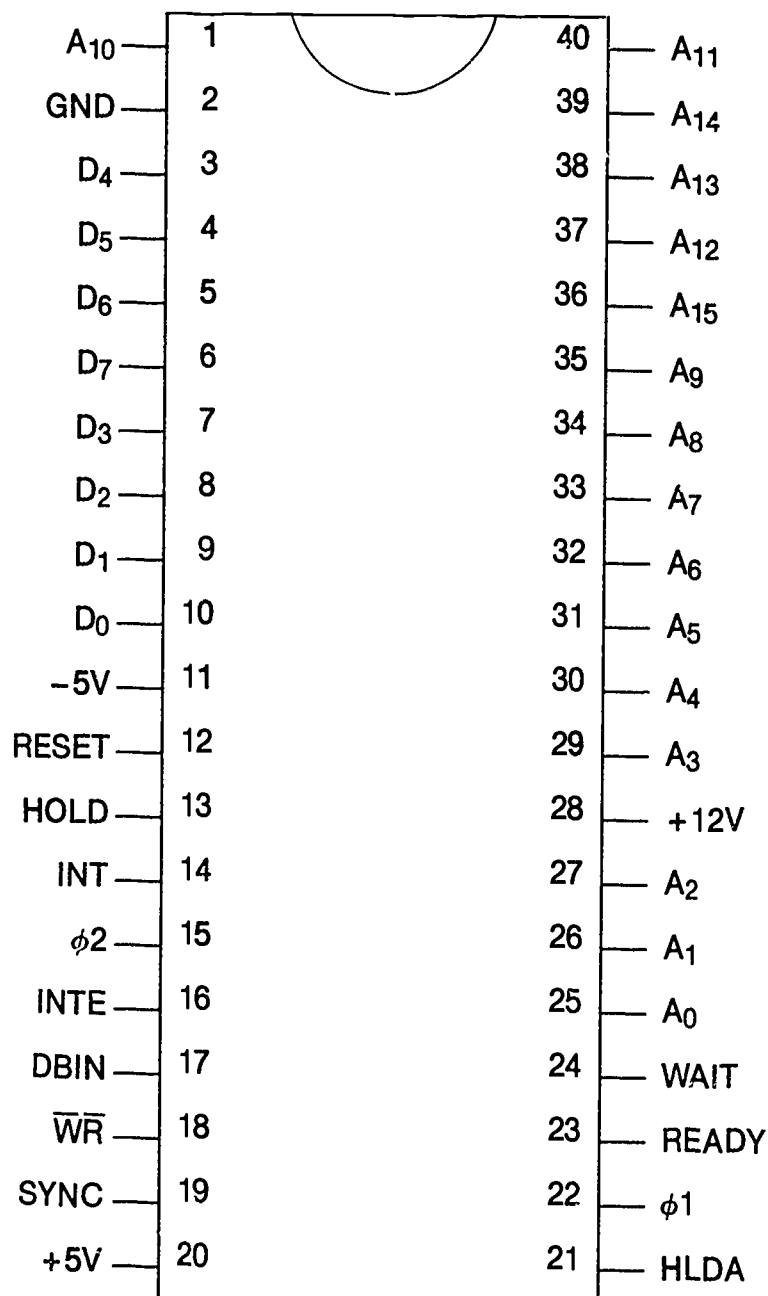 A10 1 40 A11
GND 2 39 A14
D4 3 38 A13
D5 4 37 A12
D6 5 36 A15
D7 6 35 A9
D3 7 34 A8
D2 8 33 A7
D1 9 32 A6
D0 10 31 A5
−5V 11 30 A4
RESET 12 29 A3
HOLD 13 28 +12V
INT 14 27 A2
ϕ2 15 26 A1
INTE 16 25 A0
DBIN 17 24 WAIT
W̅R̅ 18 23 READY
SYNC 19 22 ϕ1
+5V 20 21 HLDA